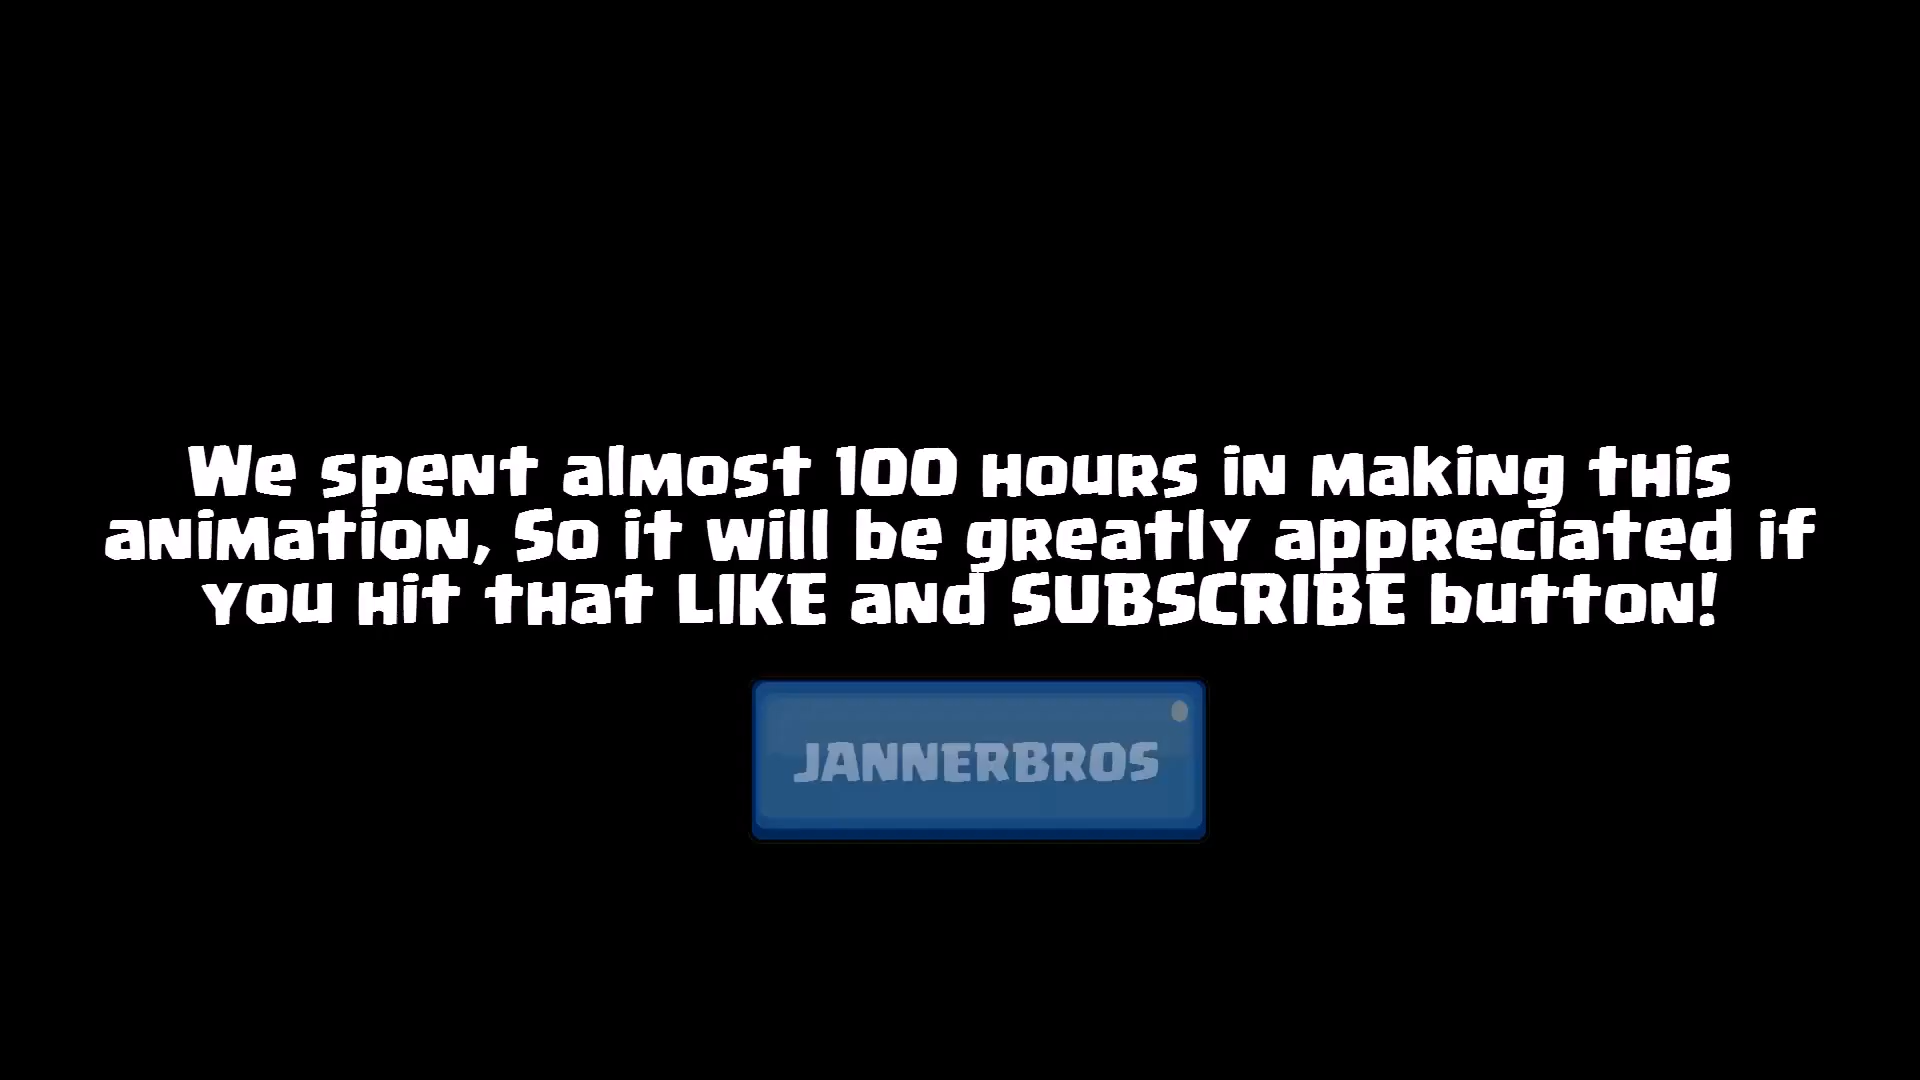 We spent almost 100 hours in making this
animation, So it will be greatly appreciated if
you hit that LIKE and SUBSCRIBE button!
JANNERBROS